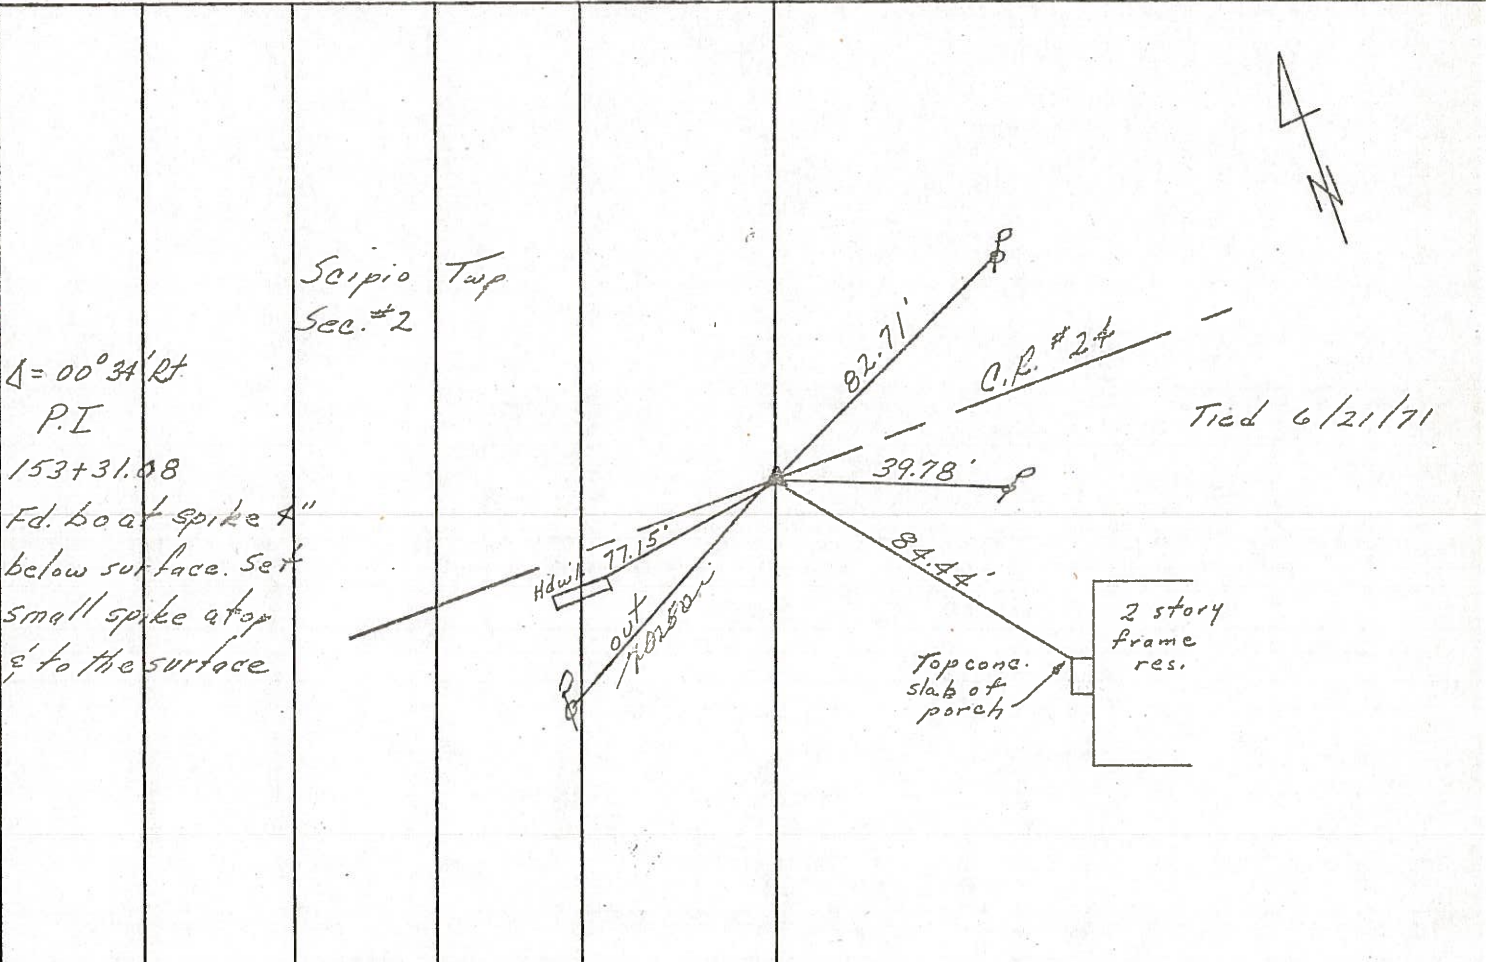 Scipio Twp.
Sec. #2
Δ = 00° 34' Rt
P.I
153+31.08
Fd. boat spike 4"
below surface. Set
small spike atop
& to the surface
82.71'
C.R. #24
Tied 6/21/71
39.78'
77.15'
Hdwl.
out
84.44'
2 story
frame
res.
Top conc.
slab of
porch
N